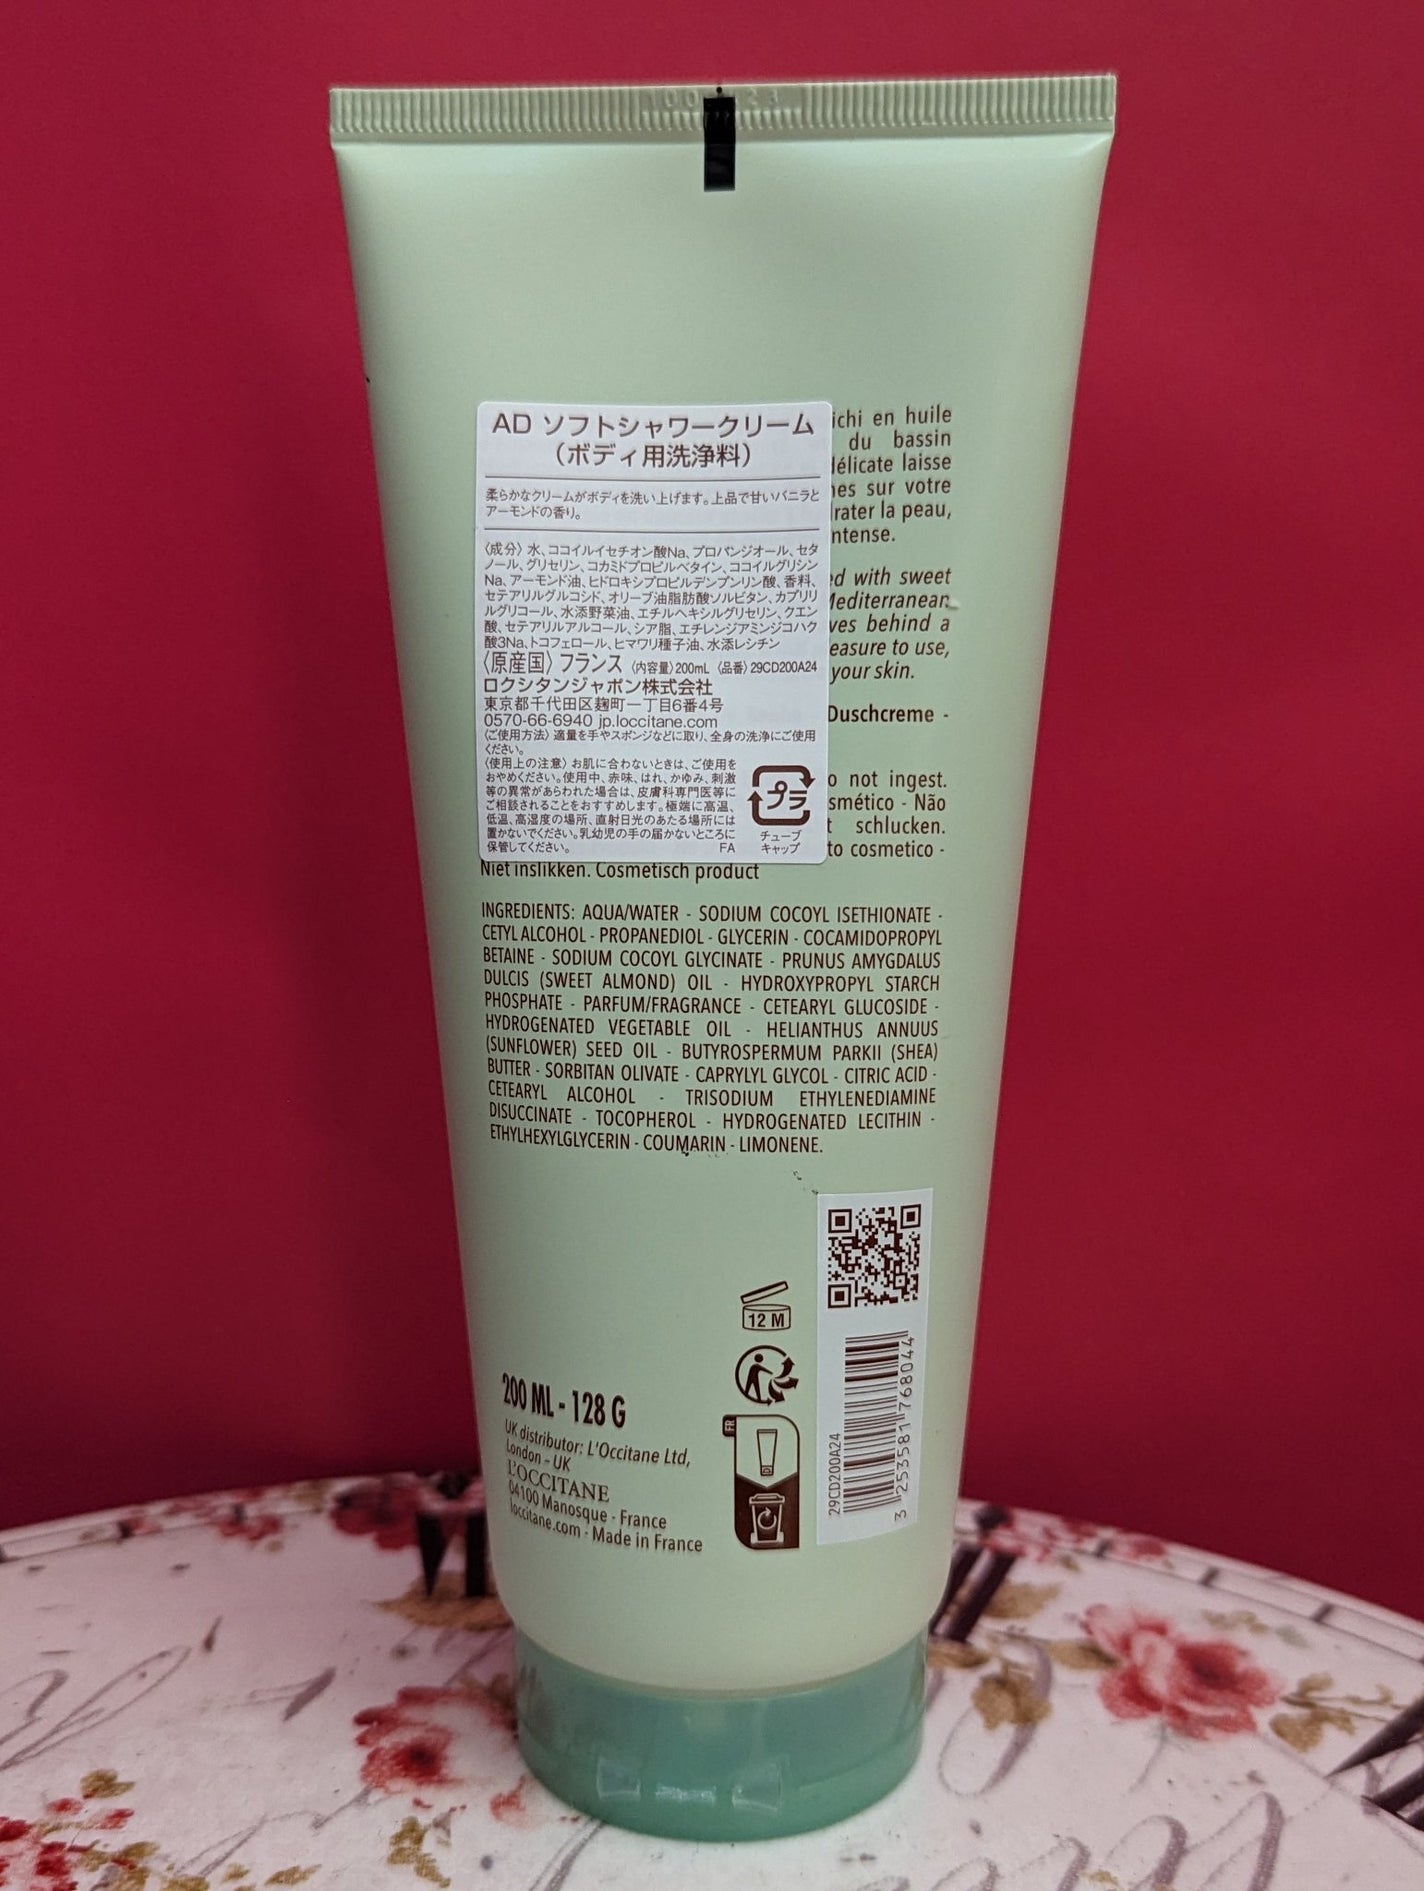 AD ソフトシャワークリーム
（ボディ用洗浄料）
柔らかなクリームがボディを洗い上げます。上品で甘いバニラと
アーモンドの香り。
〈成分〉水、ココイルイセチオン酸Na、プロパンジオール、セタ
ノール、グリセリン、コカミドプロピルベタイン、ココイルグリシン
Na、アーモンド油、ヒドロキシプロピルデンプンリン酸、香料、
セテアリルグルコシド、オリーブ油脂肪酸ソルビタン、カプリリ
ルグリコール、水添野菜油、エチルヘキシルグリセリン、クエン
酸、セテアリルアルコール、シア脂、エチレンジアミンジコハク
酸3Na、トコフェロール、ヒマワリ種子油、水添レシチン
〈原産国〉フランス 〈内容量〉200mL 〈品番〉29CD200A24
ロクシタンジャポン株式会社
東京都千代田区麹町一丁目6番4号
0570-66-6940 jp.loccitane.com
〈ご使用方法〉適量を手やスポンジなどに取り、全身の洗浄にご使用
ください。
〈使用上の注意〉お肌に合わないときは、ご使用を
おやめください。使用中、赤味、はれ、かゆみ、刺激
等の異常があらわれた場合は、皮膚科専門医等に
ご相談されることをおすすめします。極端に高温、
低温、高湿度の場所、直射日光のあたる場所には
置かないでください。乳幼児の手の届かないところに
保管してください。 FA
プラ
チューブ
キャップ
ichi en huile
du bassin
délicate laisse
nes sur votre
rater la peau,
ntense.
ed with sweet
Mediterranean
ves behind a
easure to use,
your skin.
Duschcreme -
o not ingest.
smético - Não
t schlucken.
to cosmetico -
Niet inslikken. Cosmetisch product
INGREDIENTS: AQUA/WATER - SODIUM COCOYL ISETHIONATE -
CETYL ALCOHOL - PROPANEDIOL - GLYCERIN - COCAMIDOPROPYL
BETAINE - SODIUM COCOYL GLYCINATE - PRUNUS AMYGDALUS
DULCIS (SWEET ALMOND) OIL - HYDROXYPROPYL STARCH
PHOSPHATE - PARFUM/FRAGRANCE - CETEARYL GLUCOSIDE -
HYDROGENATED VEGETABLE OIL - HELIANTHUS ANNUUS
(SUNFLOWER) SEED OIL - BUTYROSPERMUM PARKII (SHEA)
BUTTER - SORBITAN OLIVATE - CAPRYLYL GLYCOL - CITRIC ACID -
CETEARYL ALCOHOL - TRISODIUM ETHYLENEDIAMINE
DISUCCINATE - TOCOPHEROL - HYDROGENATED LECITHIN -
ETHYLHEXYLGLYCERIN - COUMARIN - LIMONENE.
12 M
FR
200 ML - 128 G
UK distributor: L'Occitane Ltd,
London - UK
L'OCCITANE
04100 Manosque - France
loccitane.com - Made in France
29CD200A24
3 253581 768044